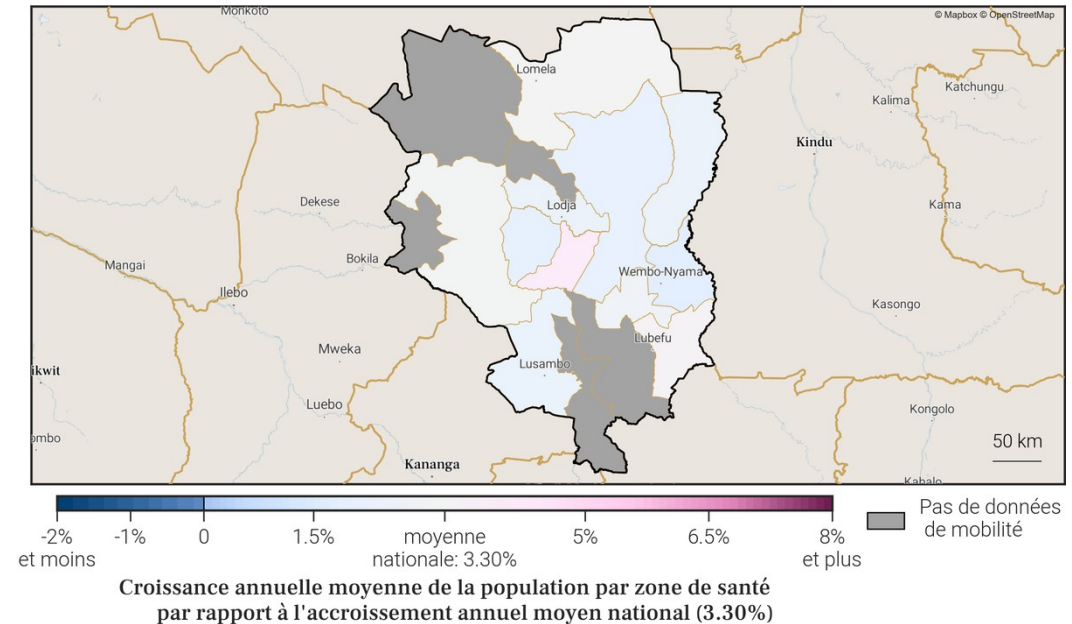 Monkoto
© Mapbox © OpenStreetMap
Lomela
Katchungu
Kalima
Kindu
Dekese
Lodja
Kama
Bokila
Mangai
Wembo-Nyama
Ilebo
Kasongo
Lubefu
Mweka
Lusambo
ikwit
Luebo
Kongolo
ombo
50 km
Kananga
Kabalo
-2%
et moins
-1%
0
1.5%
moyenne
nationale: 3.30%
5%
6.5%
8%
et plus
Pas de données
de mobilité
Croissance annuelle moyenne de la population par zone de santé
par rapport à l'accroissement annuel moyen national (3.30%)